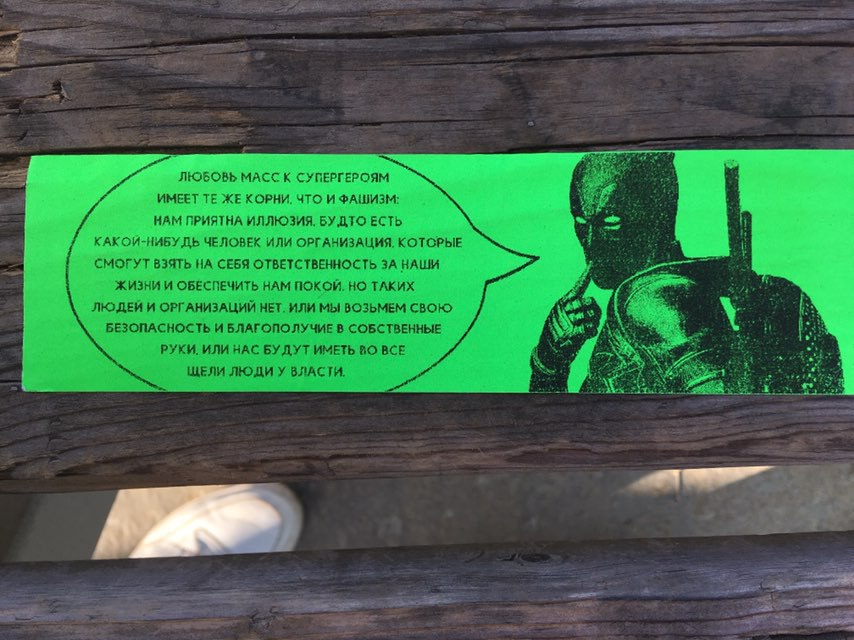 ЛЮБОВЬ МАСС К СУПЕРГЕРОЯМ
ИМЕЕТ ТЕ ЖЕ КОРНИ, ЧТО И ФАШИЗМ:
НАМ ПРИЯТНА ИЛЛЮЗИЯ, БУДТО ЕСТЬ
КАКОЙ-НИБУДЬ ЧЕЛОВЕК ИЛИ ОРГАНИЗАЦИЯ, КОТОРЫЕ
СМОГУТ ВЗЯТЬ НА СЕБЯ ОТВЕТСТВЕННОСТЬ ЗА НАШИ
ЖИЗНИ И ОБЕСПЕЧИТЬ НАМ ПОКОЙ. НО ТАКИХ
ЛЮДЕЙ И ОРГАНИЗАЦИЙ НЕТ. ИЛИ МЫ ВОЗЬМЕМ СВОЮ
БЕЗОПАСНОСТЬ И БЛАГОПОЛУЧИЕ В СОБСТВЕННЫЕ
РУКИ, ИЛИ НАС БУДУТ ИМЕТЬ ВО ВСЕ
ЩЕЛИ ЛЮДИ У ВЛАСТИ.